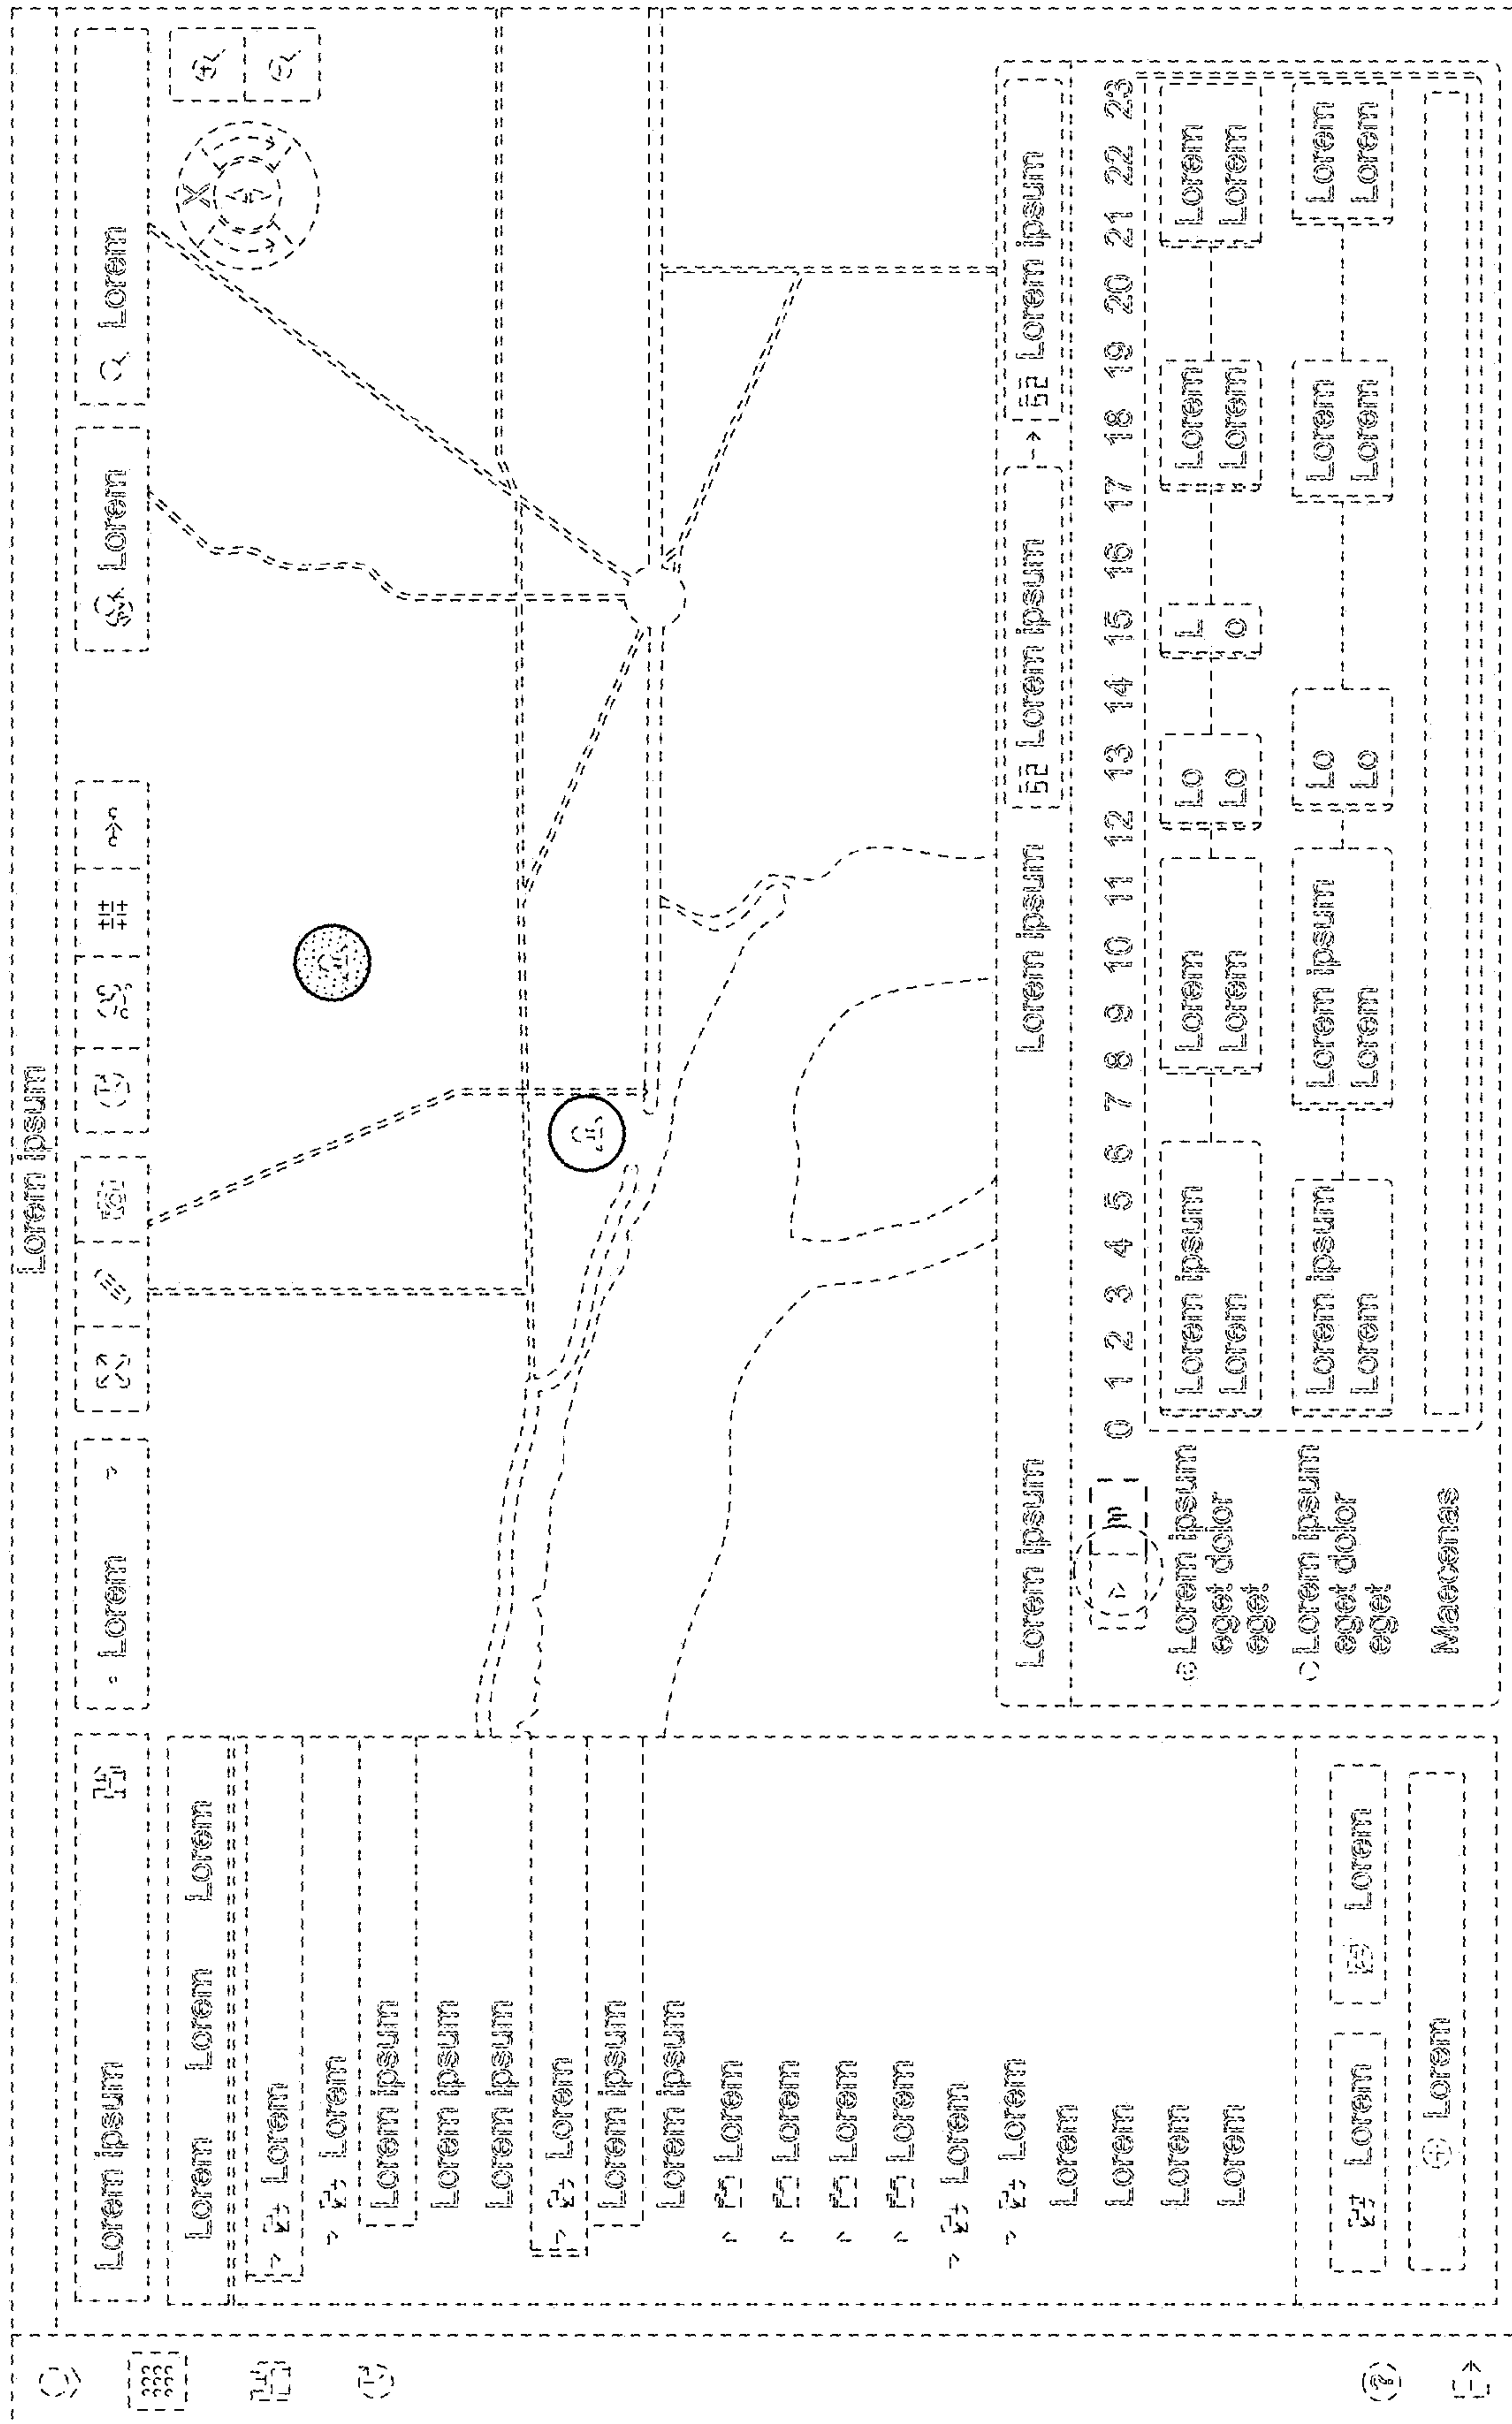 Lorem ipsum
Lorem ipsum
Lorem
Lorem
Lorem
Lorem Lorem Lorem
Lorem
Lorem
Lorem ipsum
Lorem ipsum
Lorem ipsum
Lorem
Lorem ipsum
Lorem ipsum
Lorem
Lorem
Lorem
Lorem
Lorem
Lorem
Lorem
Lorem
Lorem
Lorem
Lorem Lorem
Lorem
Lorem ipsum Lorem ipsum Lorem ipsum Lorem ipsum
0 1 2 3 4 5 6 7 8 9 10 11 12 13 14 15 16 17 18 19 20 21 22 23
Lorem ipsum
eget dolor
eget
Lorem ipsum Lorem Lo L Lorem Lorem
Lorem Lorem Lo o Lorem Lorem
Lorem ipsum
eget dolor
eget
Lorem ipsum Lorem ipsum Lo Lorem Lorem
Lorem Lorem Lo Lorem Lorem
Maecenas